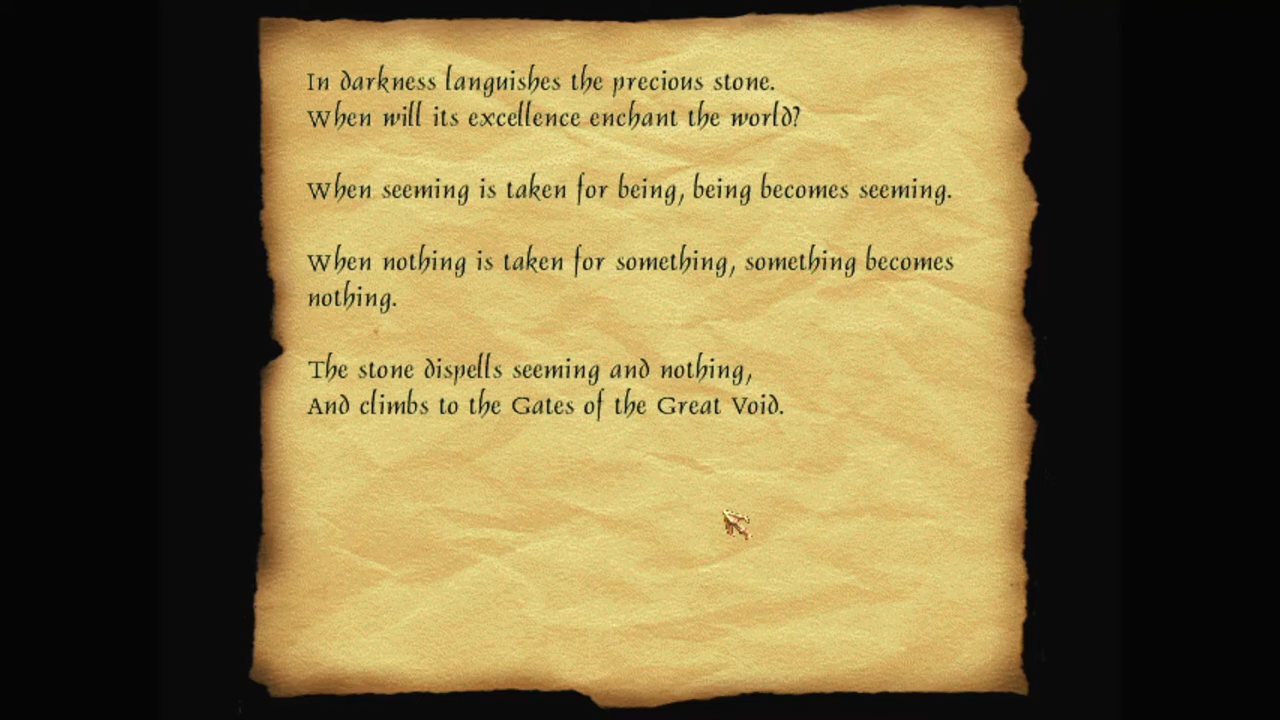 In darkness languishes the precious stone.
When will its excellence enchant the world?
When seeming is taken for being, being becomes seeming.
When nothing is taken for something, something becomes
nothing.
The stone dispells seeming and nothing,
And climbs to the Gates of the Great Void.